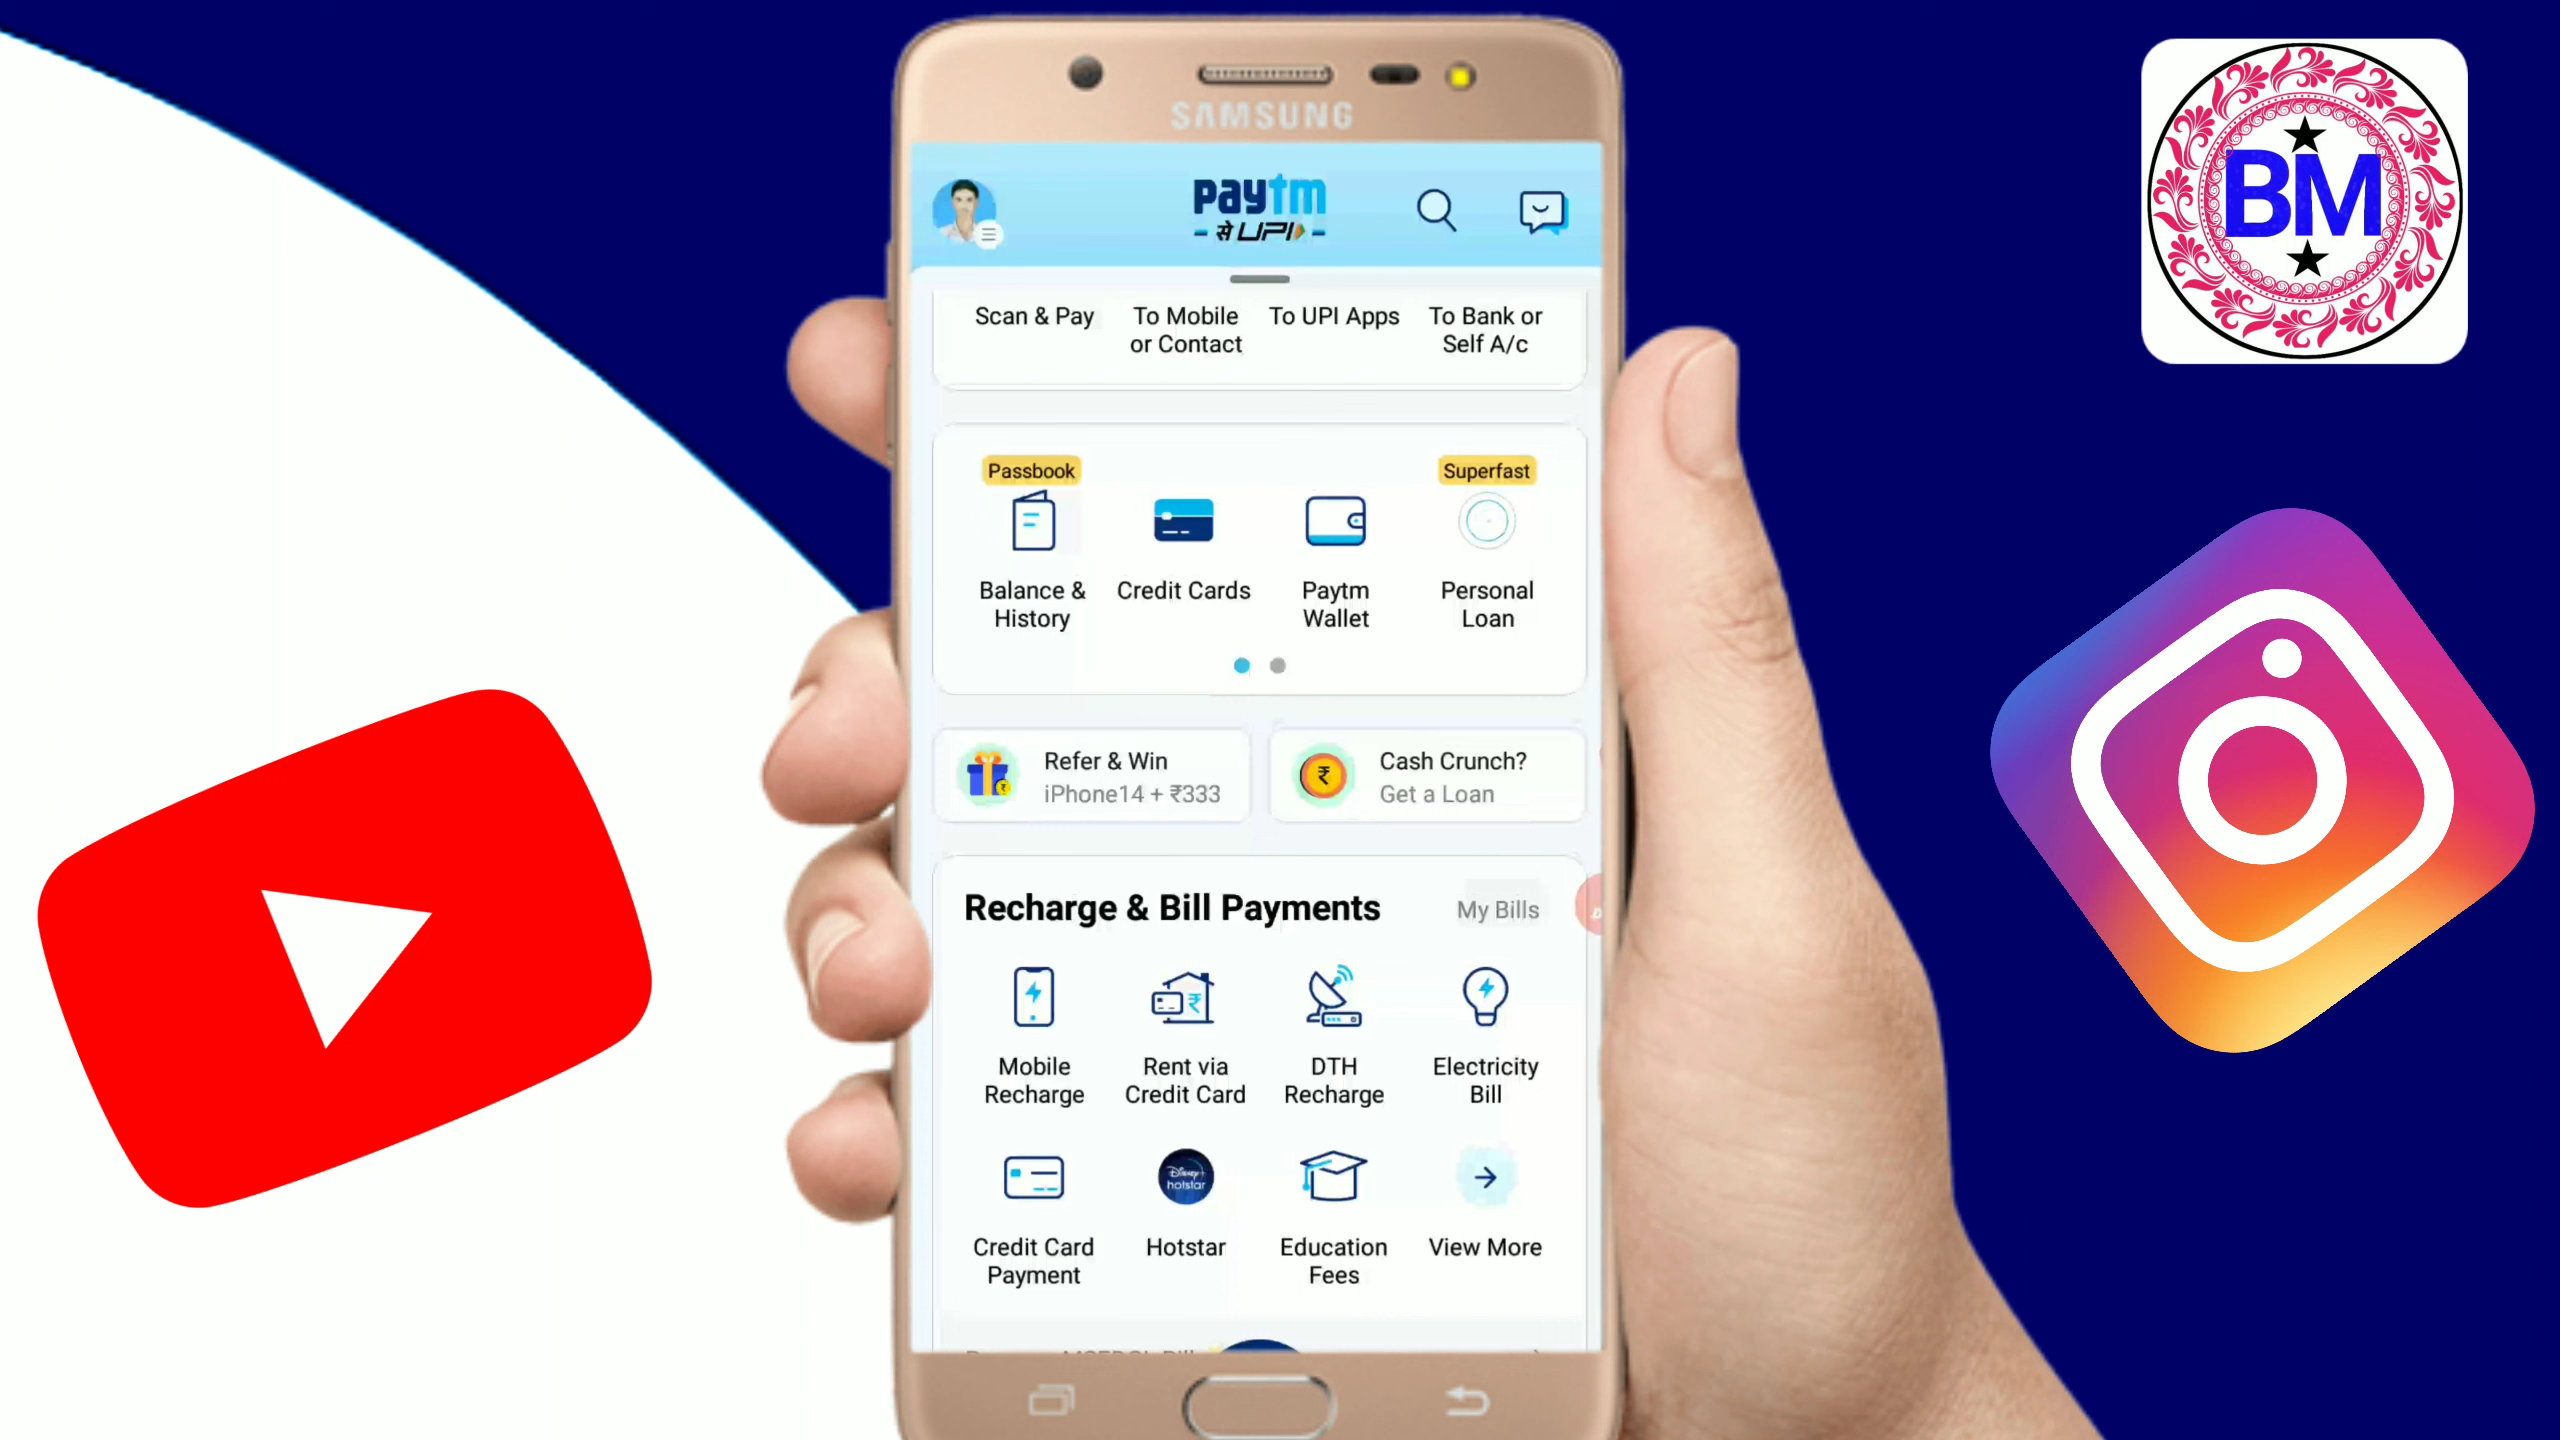 SAMSUNG
paytm
से UPI
BM
Scan & Pay
To Mobile
or Contact
To UPI Apps
To Bank or
Self A/c
Passbook
Superfast
Balance &
History
Credit Cards
Paytm
Wallet
Personal
Loan
Refer & Win
iPhone14 + ₹333
Cash Crunch?
Get a Loan
Recharge & Bill Payments
My Bills
Mobile
Recharge
Rent via
Credit Card
DTH
Recharge
Electricity
Bill
Disney+
hotstar
Credit Card
Payment
Hotstar
Education
Fees
View More